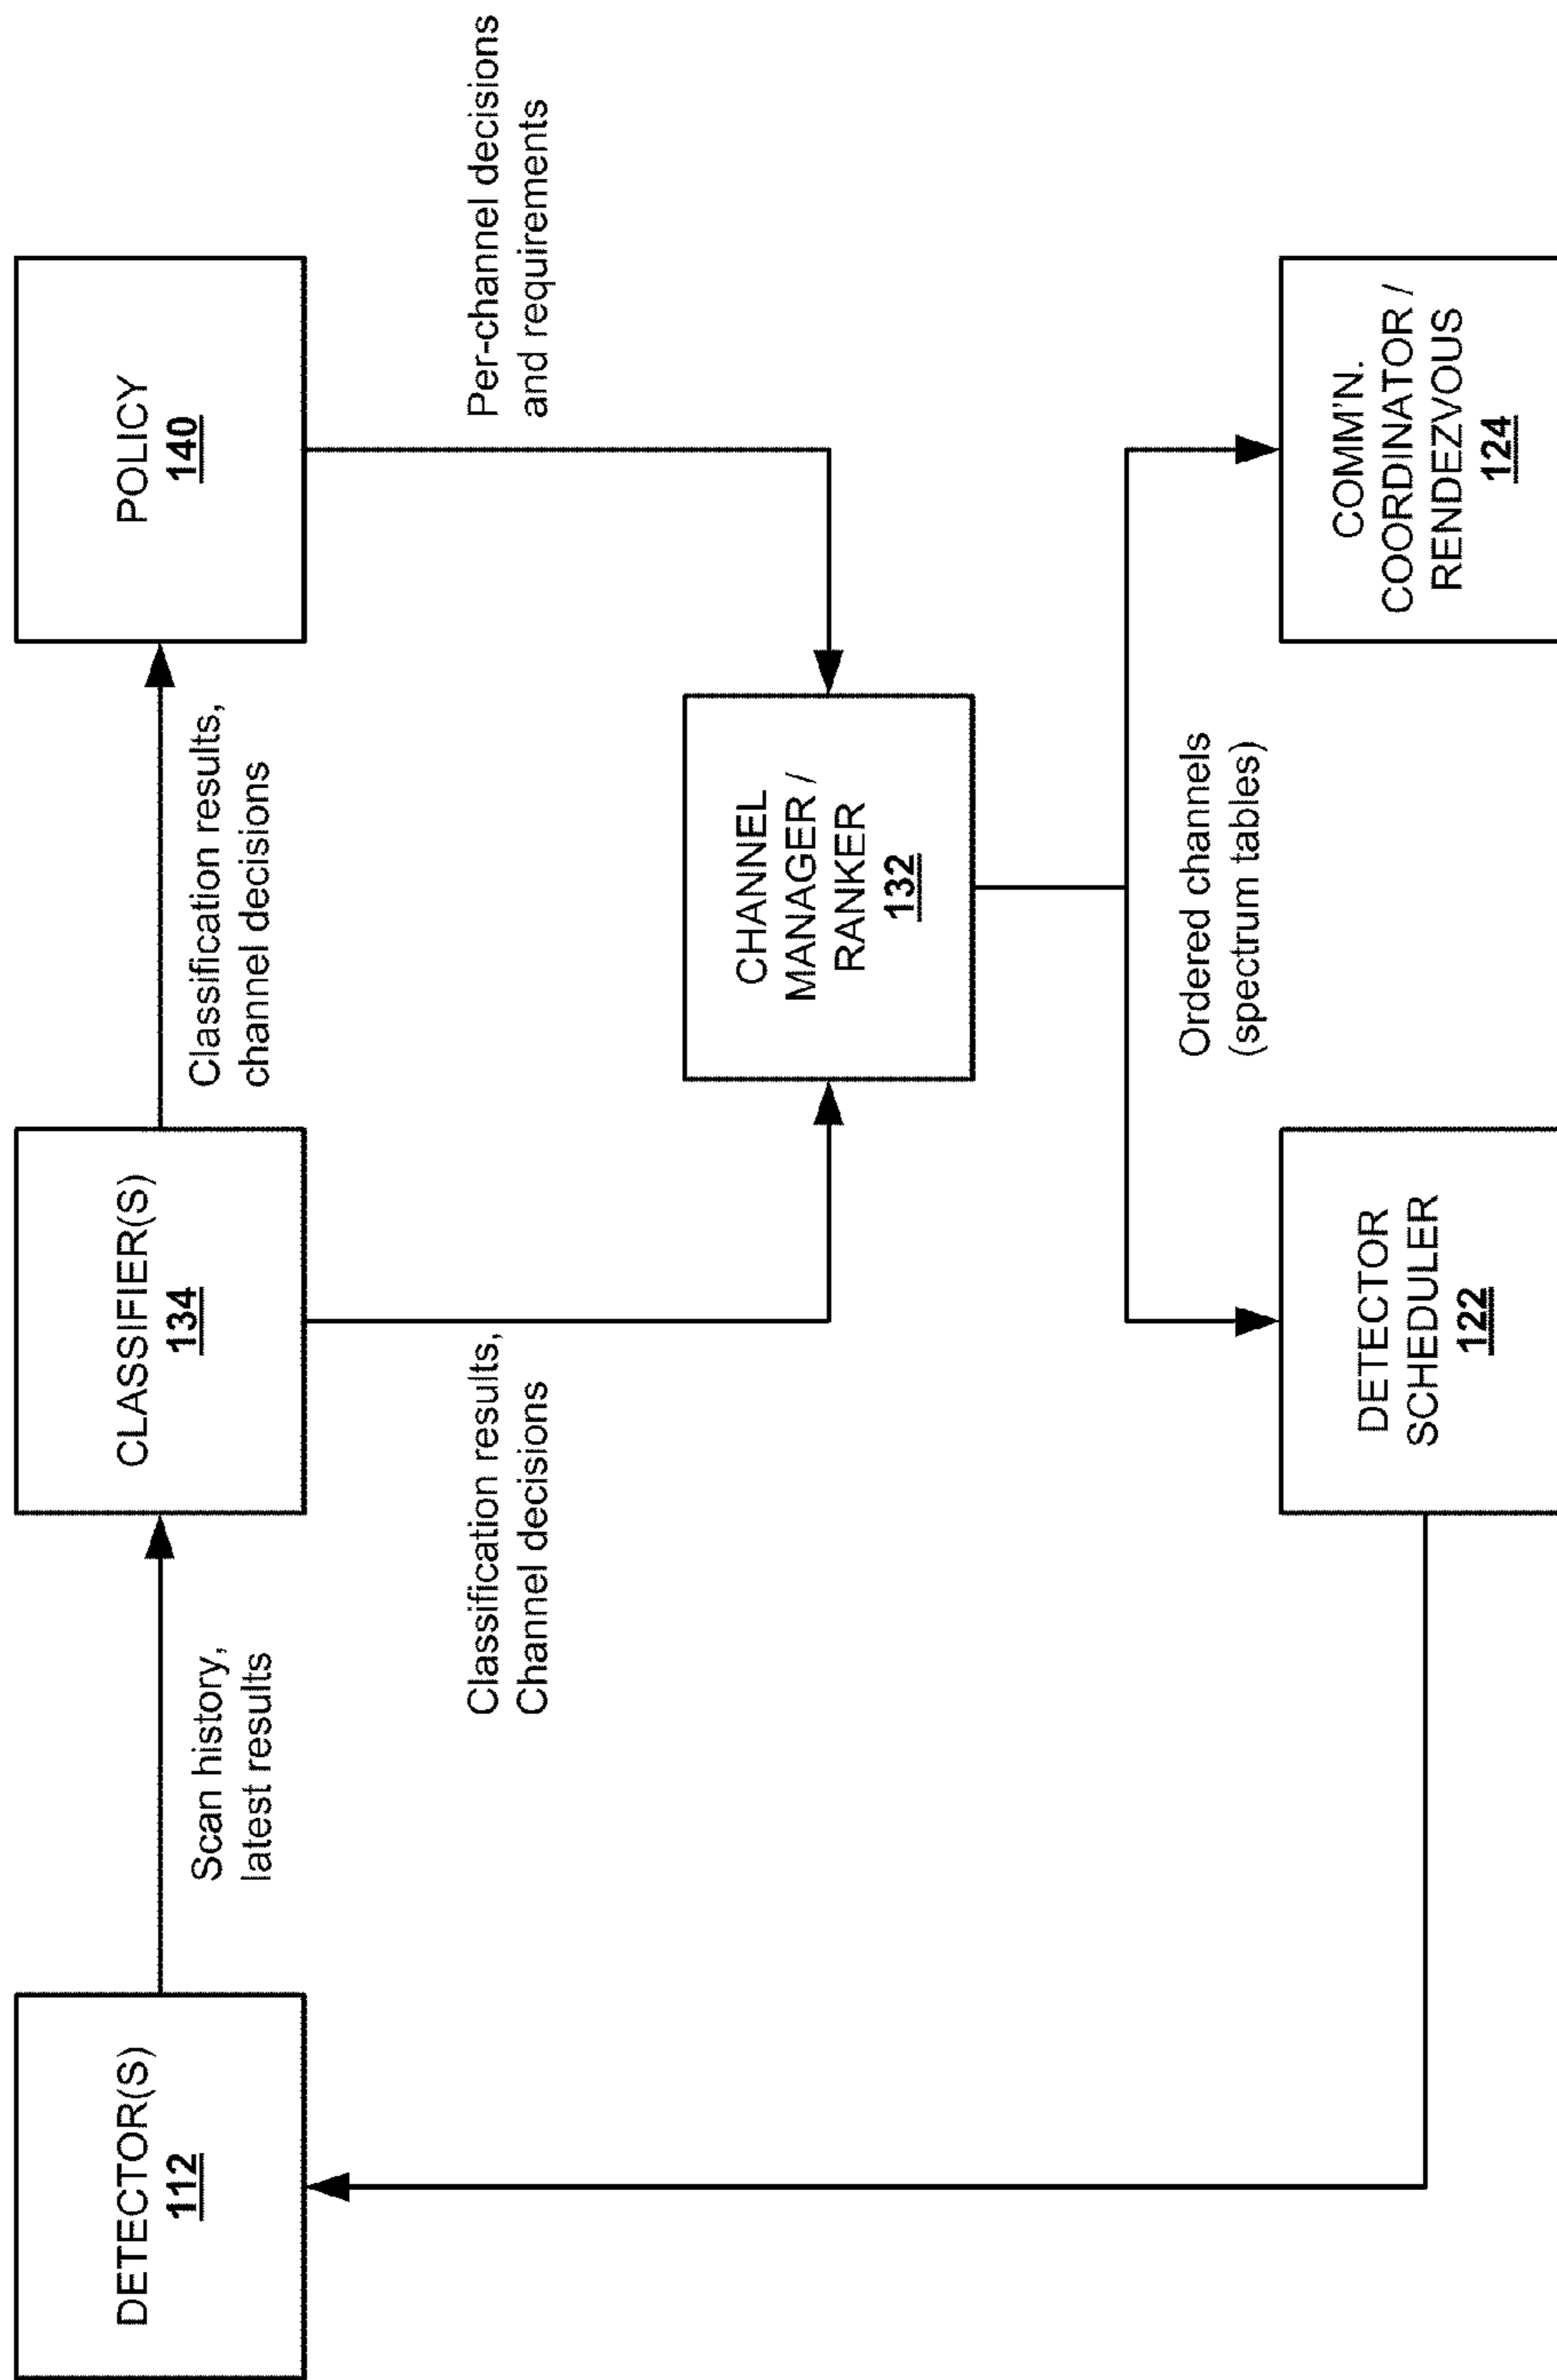 DETECTOR(S)
112
Scan history,
latest results
CLASSIFIER(S)
134
Classification results,
channel decisions
POLICY
140
Classification results,
Channel decisions
Per-channel decisions
and requirements
CHANNEL
MANAGER /
RANKER
132
Ordered channels
(spectrum tables)
DETECTOR
SCHEDULER
122
COMM'N.
COORDINATOR /
RENDEZVOUS
124